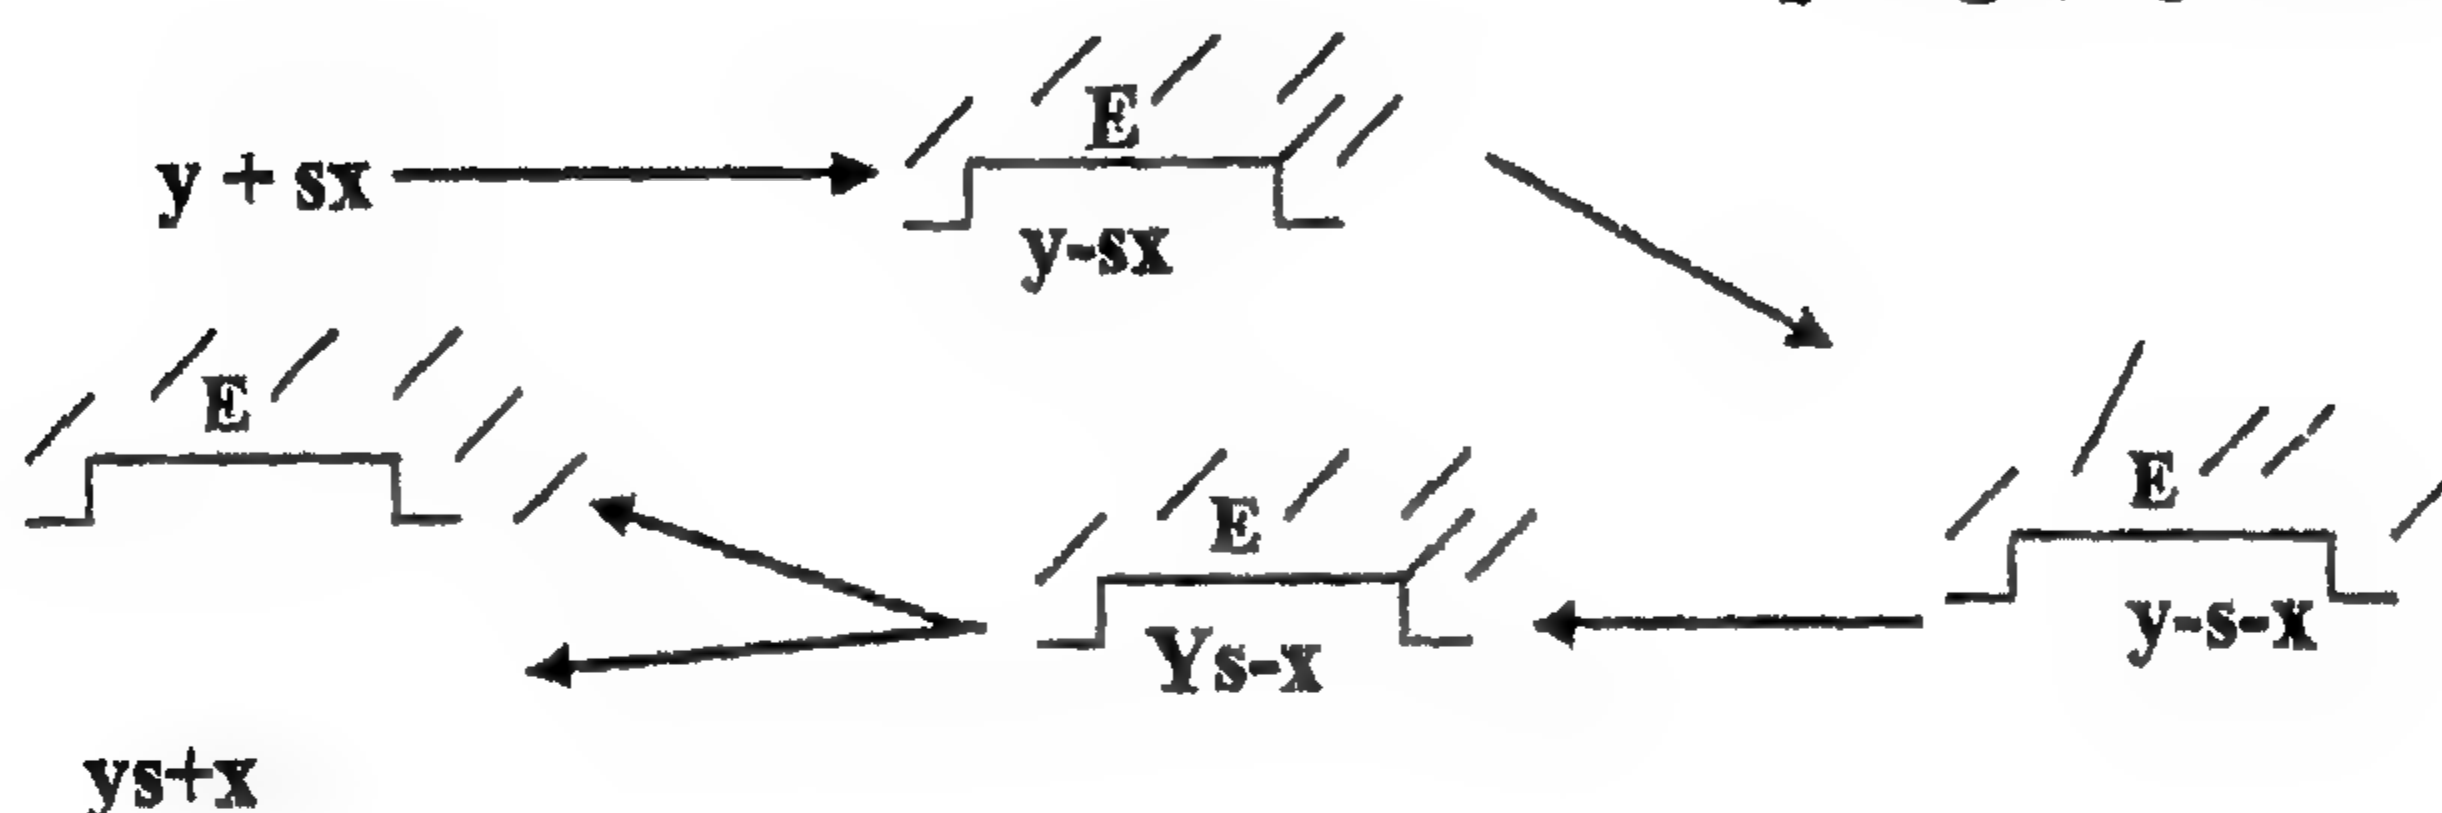 E
y + sx
y-sx
E
E
E
y-s-x
Ys-x
ys+x